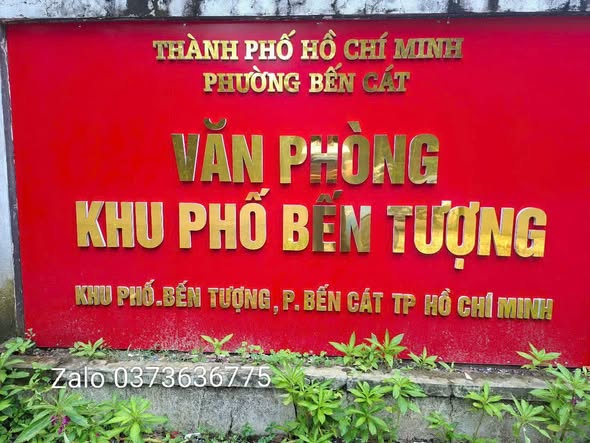 THÀNH PHỐ HỒ CHÍ MINH
PHƯỜNG BẾN CÁT
VĂN PHÒNG
KHU PHỐ BẾN TƯỢNG
KHU PHỐ.BẾN TƯỢNG, P. BẾN CÁT TP HỒ CHÍ MINH
Zalo 0373636775